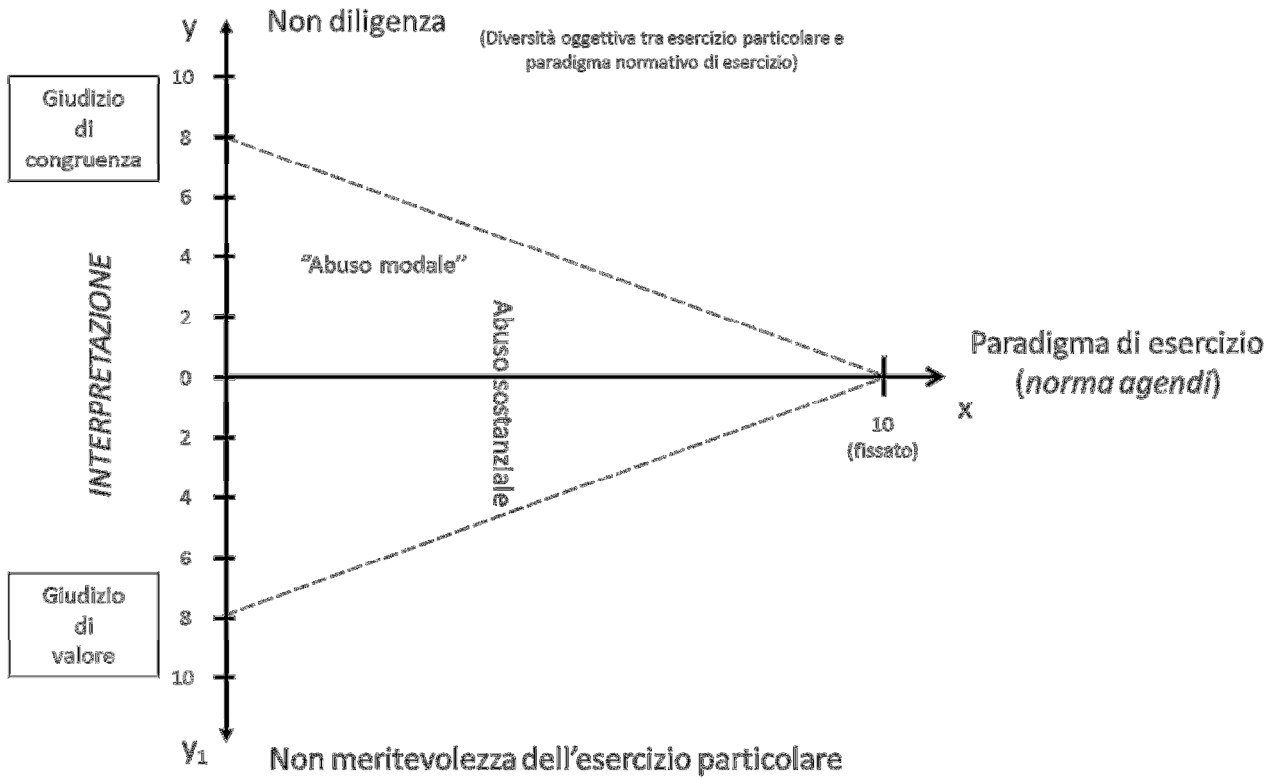 y
Non diligenza
(Diversità oggettiva tra esercizio particolare e
paradigma normativo di esercizio)
10
Giudizio
di
congruenza
8
6
4
"Abuso modale"
2
INTERPRETAZIONE
Abuso sostanziale
0
Paradigma di esercizio
(norma agendi)
x
10
(fissato)
2
4
6
Giudizio
di
valore
8
10
y1
Non meritevolezza dell'esercizio particolare